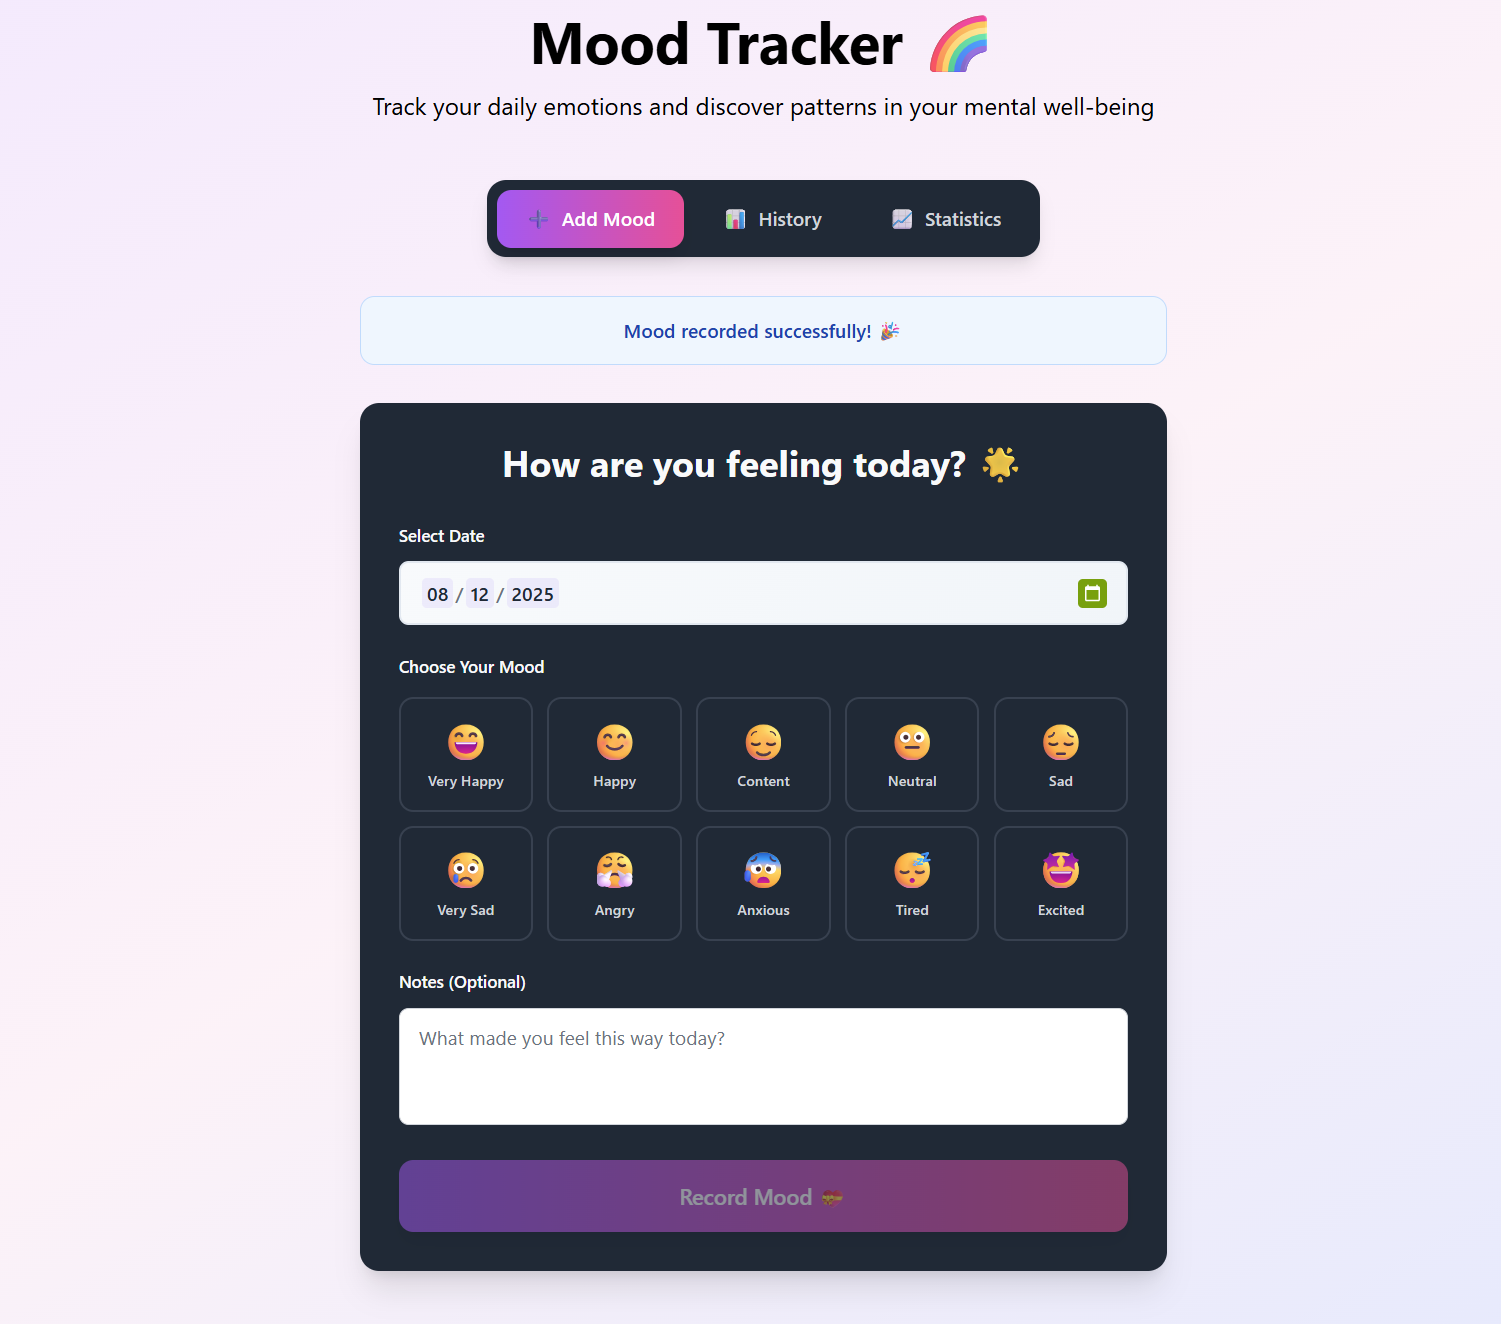 Mood Tracker 🌈
Track your daily emotions and discover patterns in your mental well-being
➕ Add Mood 📊 History 📈 Statistics
Mood recorded successfully! 🎉
How are you feeling today? 🌟
Select Date
08/12/2025
Choose Your Mood
Very Happy Happy Content Neutral Sad
Very Sad Angry Anxious Tired Excited
Notes (Optional)
What made you feel this way today?
Record Mood 💝